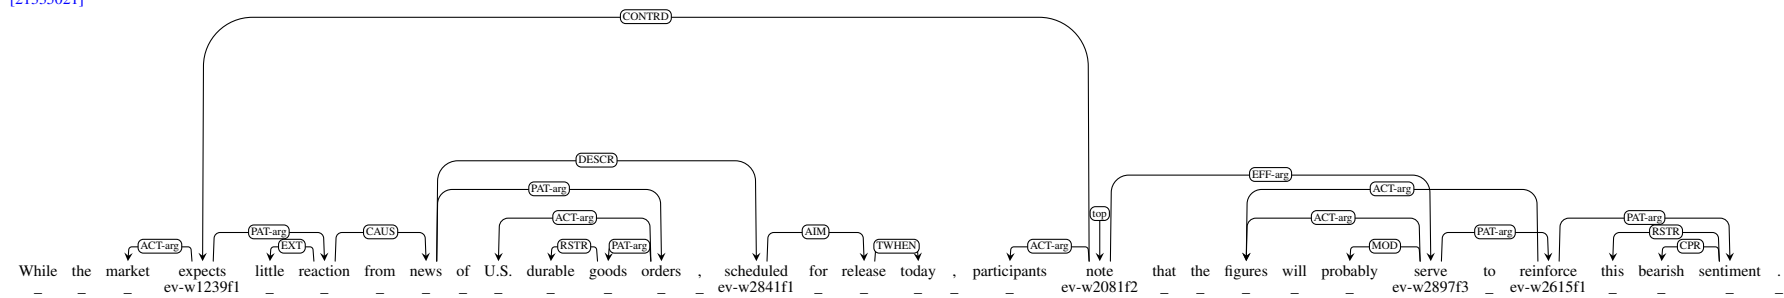 [21535021]
CONTRD
DESCR
EFF-arg
PAT-arg ACT-arg
top
ACT-arg ACT-arg PAT-arg
PAT-arg CAUS AIM PAT-arg RSTR
ACT-arg EXT RSTR PAT-arg TWHEN ACT-arg MOD CPR
While the market expects little reaction from news of U.S. durable goods orders , scheduled for release today , participants note that the figures will probably serve to reinforce this bearish sentiment .
_ _ _ ev-w1239f1 _ _ _ _ _ _ _ _ _ _ ev-w2841f1 _ _ _ _ _ ev-w2081f2 _ _ _ _ _ ev-w2897f3 _ ev-w2615f1 _ _ _ _